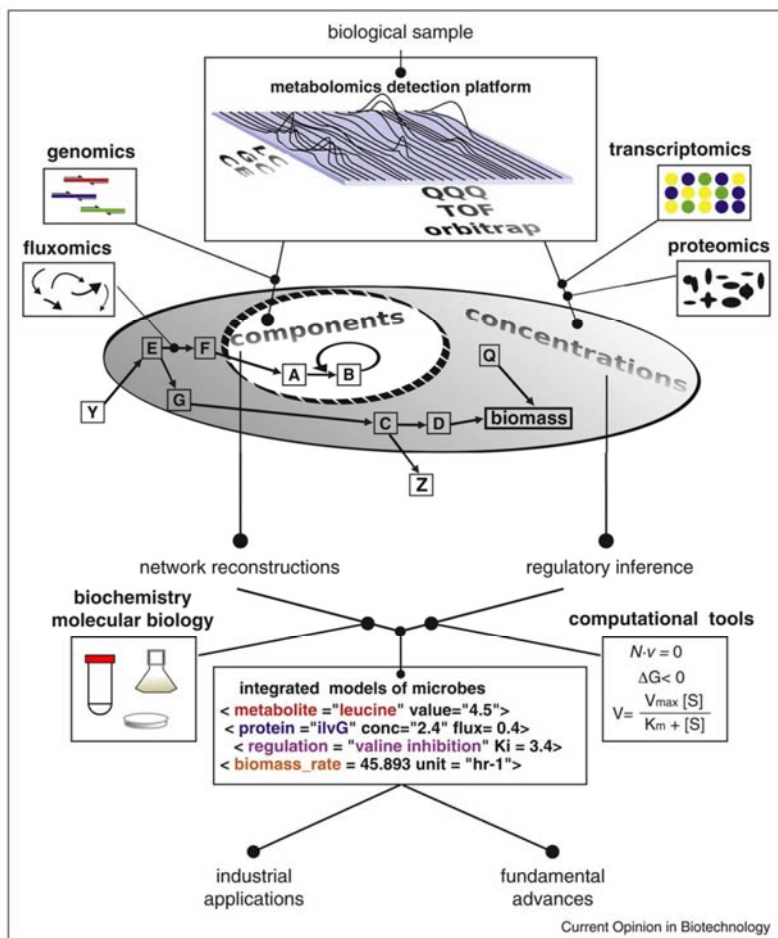 biological sample
metabolomics detection platform
genomics
transcriptomics
QQQ
TOF
orbitrap
fluxomics
proteomics
components
concentrations
E
F
A
B
Q
Y
G
C
D
biomass
Z
network reconstructions
regulatory inference
biochemistry
molecular biology
computational tools
N·v = 0
ΔG< 0
V= Vmax [S]
Km + [S]
integrated models of microbes
< metabolite ="leucine" value="4.5">
< protein ="ilvG" conc="2.4" flux= 0.4>
< regulation = "valine inhibition" Ki = 3.4>
< biomass_rate = 45.893 unit = "hr-1">
industrial
applications
fundamental
advances
Current Opinion in Biotechnology